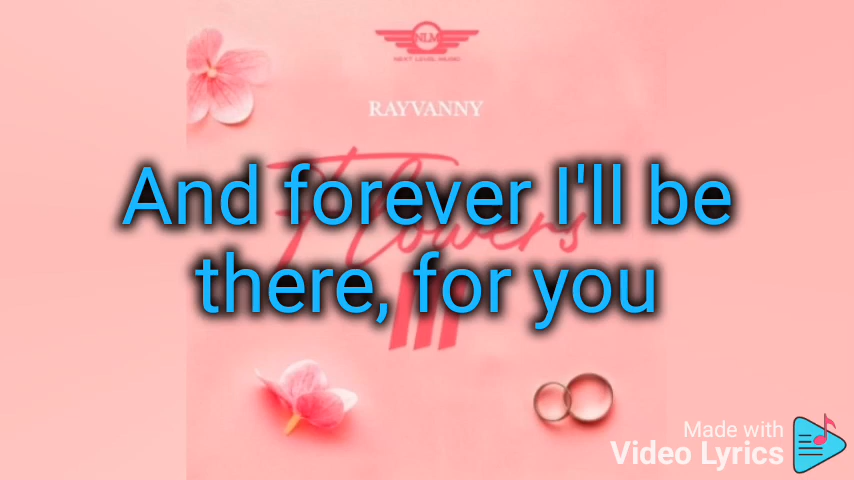 NLM
NEXT LEVEL MUSIC
RAYVANNY
Flowers
And forever I'll be
there, for you
III
Made with
Video Lyrics